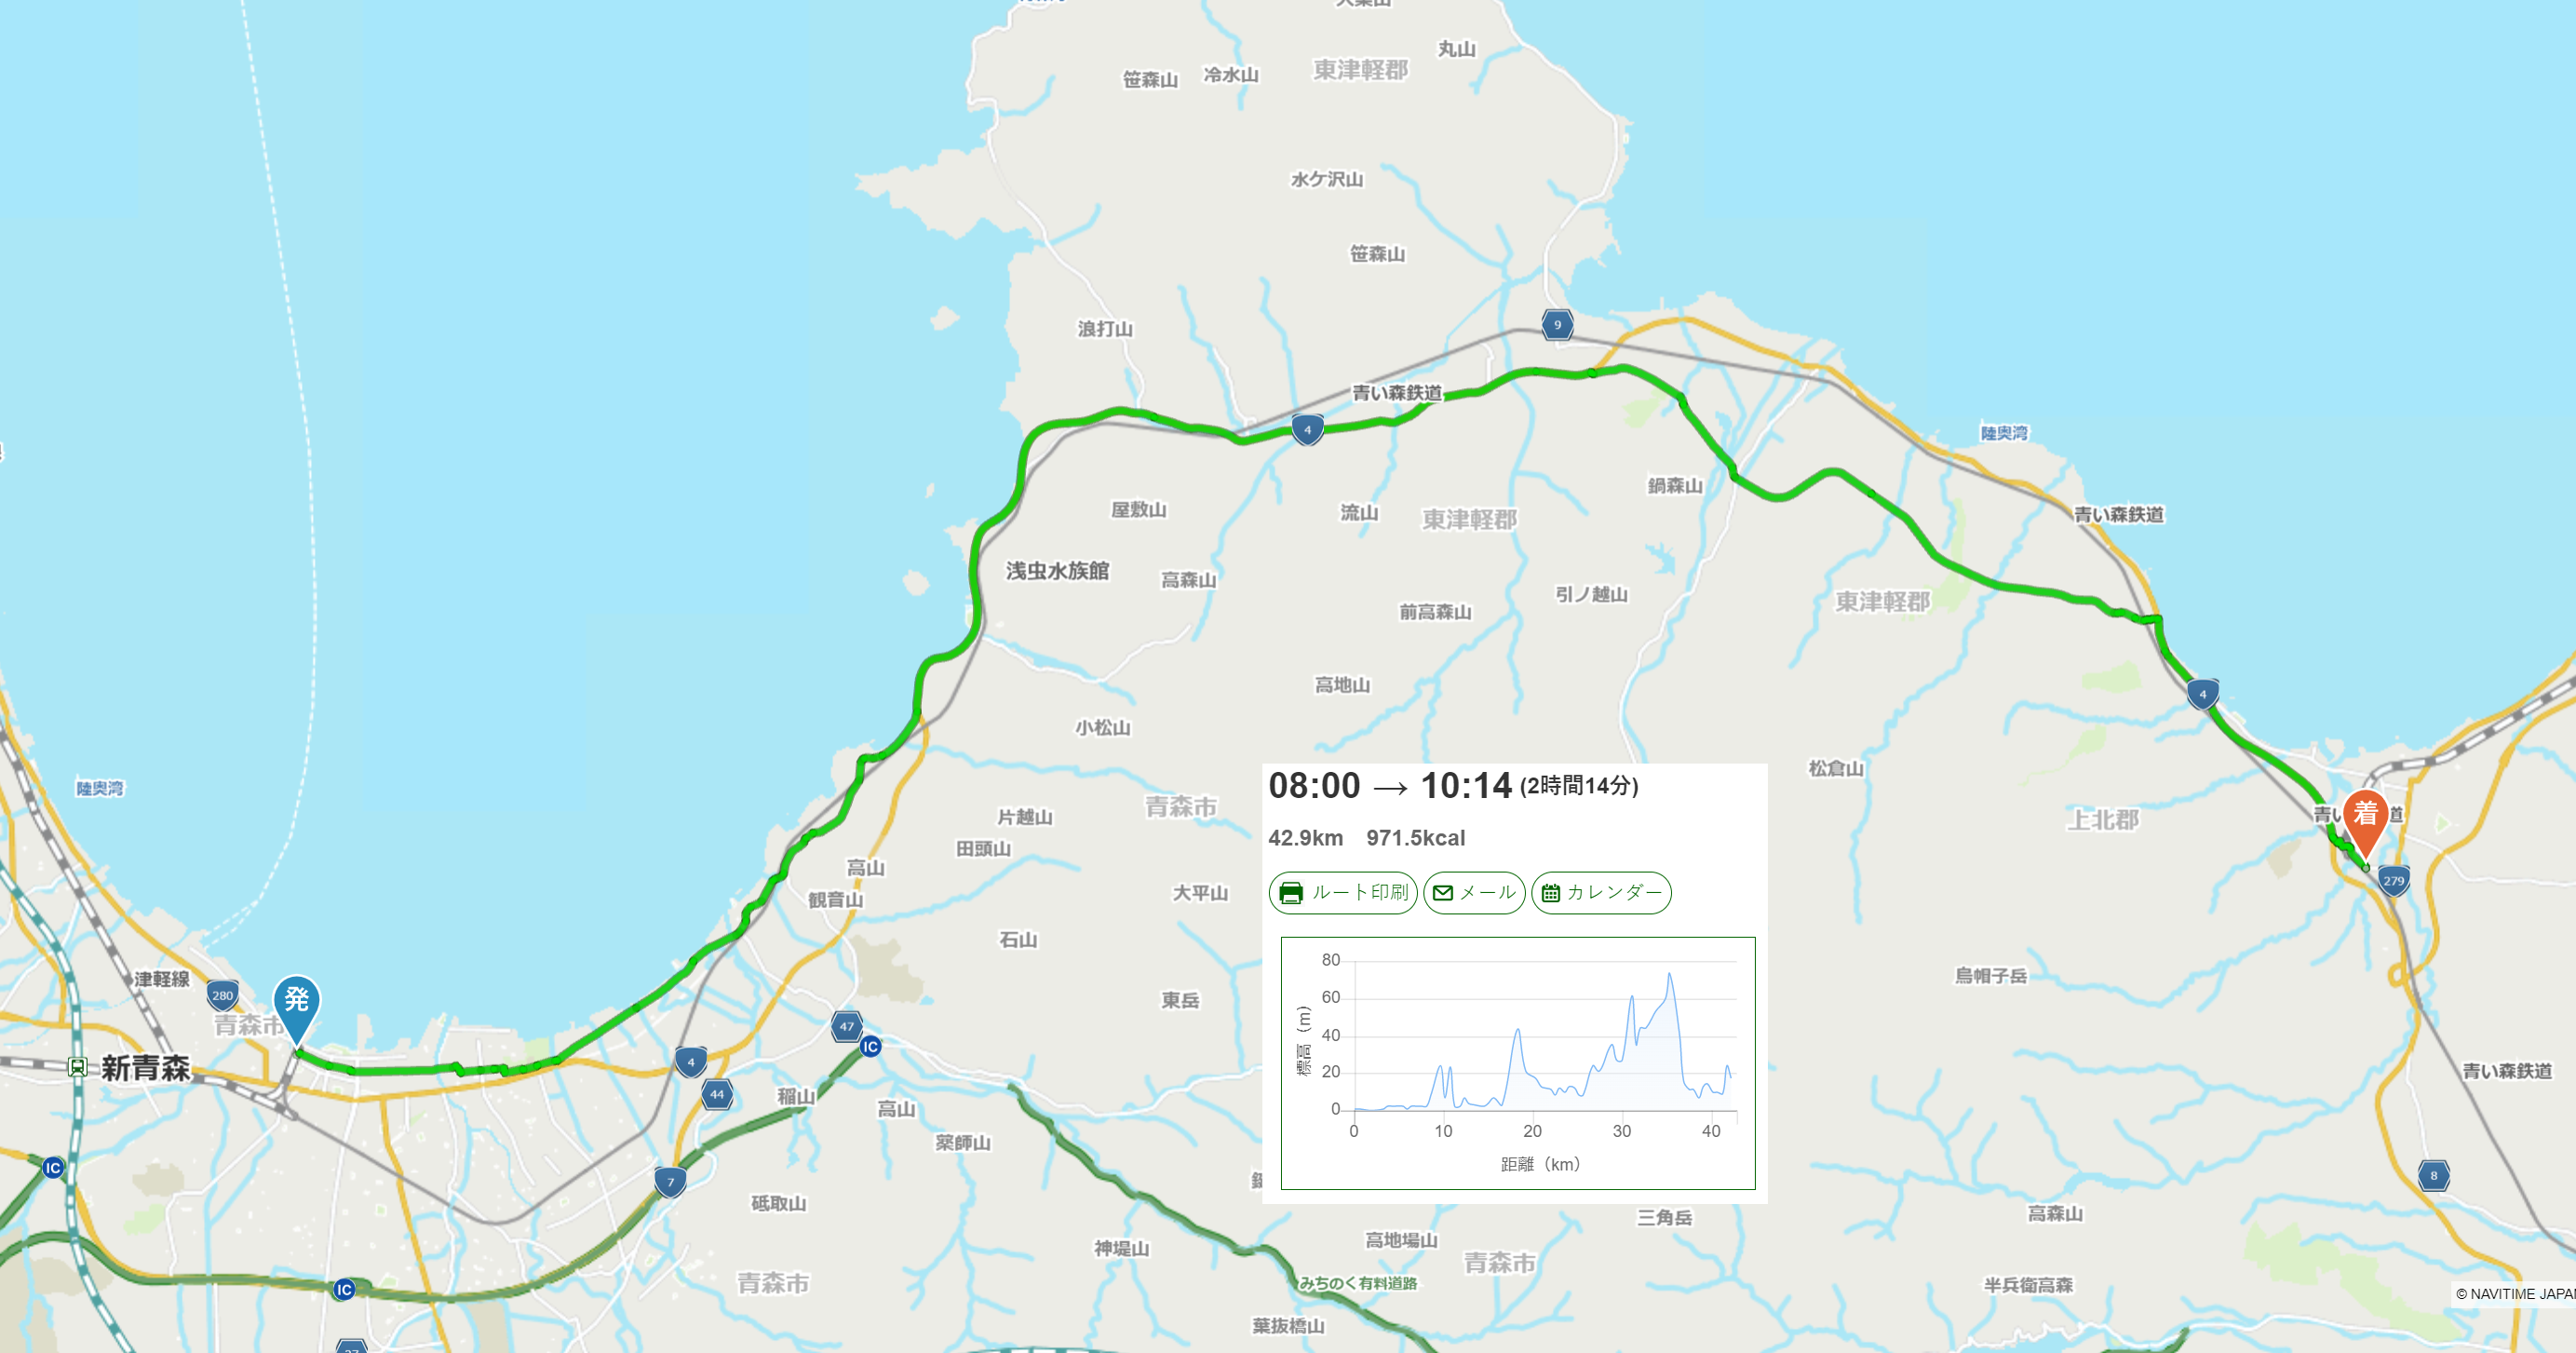 丸山
笹森山
冷水山
東津軽郡
水ケ沢山
笹森山
浪打山
9
青い森鉄道
4
陸奥湾
屋敷山
流山
東津軽郡
鍋森山
青い森鉄道
浅虫水族館
高森山
前高森山
引ノ越山
東津軽郡
高地山
4
小松山
陸奥湾
青森市
片越山
田頭山
高山
観音山
大平山
石山
東岳
松倉山
上北郡
着
279
烏帽子岳
08:00 → 10:14 (2時間14分)
42.9km 971.5kcal
ルート印刷 メール カレンダー
80
60
40
20
0
標高 (m)
0 10 20 30 40
距離 (km)
津軽線
280
発
青森市
新青森
47
IC
4
44
稲山
高山
薬師山
青い森鉄道
IC
7
砥取山
8
三角岳
高森山
神堤山
高地場山
青森市
IC
青森市
みちのく有料道路
半兵衛高森
© NAVITIME JAPA
葉抜橋山